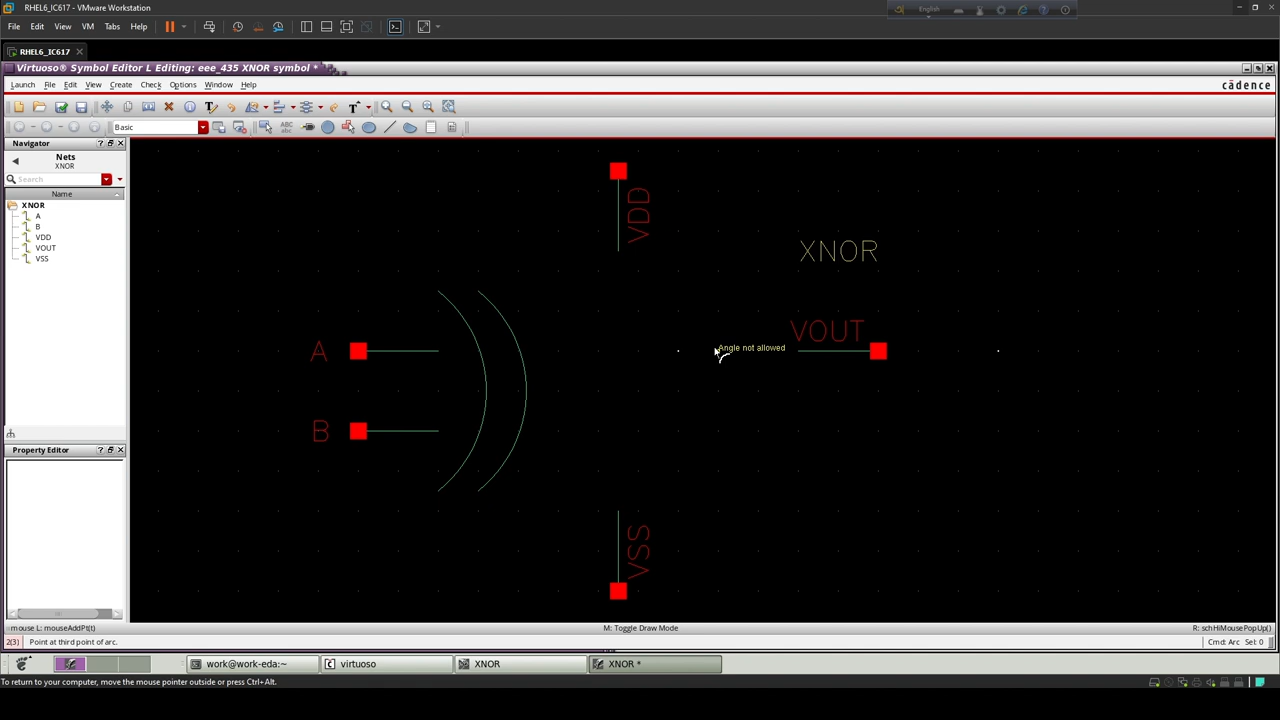 RHEL6_IC617 - VMware Workstation
English
File Edit View VM Tabs Help
RHEL6_IC617
Virtuoso® Symbol Editor L Editing: eee_435 XNOR symbol *
Launch File Edit View Create Check Options Window Help
cādence
Basic
Navigator
Nets
XNOR
Search
Name
XNOR
A
B
VDD
VOUT
VSS
Property Editor
VDD
XNOR
VOUT
A
Angle not allowed
B
VSS
mouse L: mouseAddPt(t)
M: Toggle Draw Mode
R: schHiMousePopUp()
2(3) Point at third point of arc.
Cmd: Arc Sel: 0
work@work-eda:~
virtuoso
XNOR
XNOR *
To return to your computer, move the mouse pointer outside or press Ctrl+Alt.